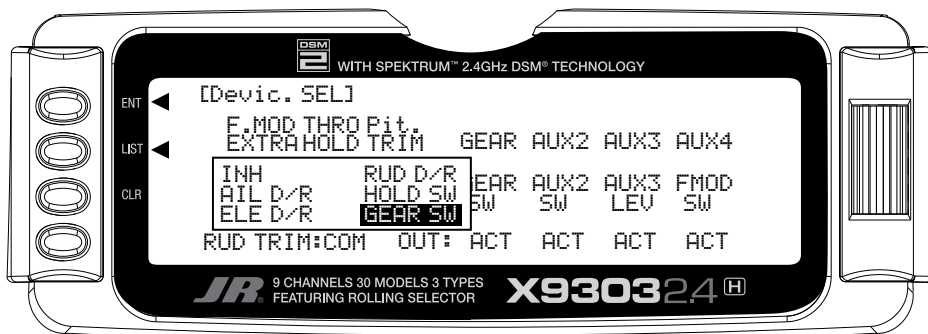 DSM
2
WITH SPEKTRUM™ 2.4GHz DSM® TECHNOLOGY
ENT
LIST
CLR
[Devic. SEL]
F.MOD THRO Pit.
EXTRA HOLD TRIM GEAR AUX2 AUX3 AUX4
INH RUD D/R
AIL D/R HOLD SW
ELE D/R GEAR SW
GEAR AUX2 AUX3 FMOD
SW SW LEV SW
RUD TRIM:COM OUT: ACT ACT ACT ACT
JR®
9 CHANNELS 30 MODELS 3 TYPES
FEATURING ROLLING SELECTOR
X9303 2.4 H